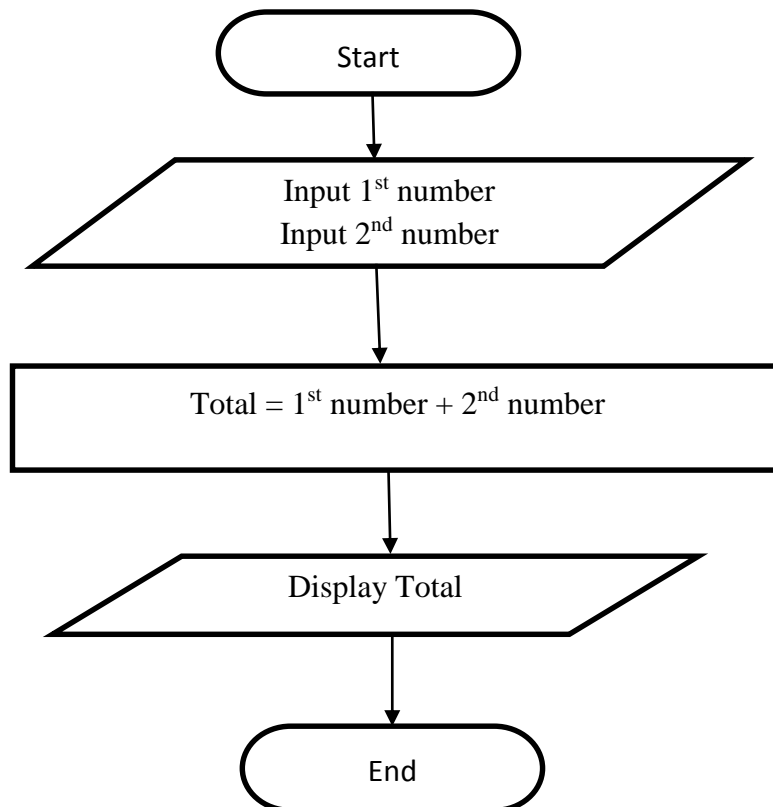 Start
Input 1st number
Input 2nd number
Total = 1st number + 2nd number
Display Total
End